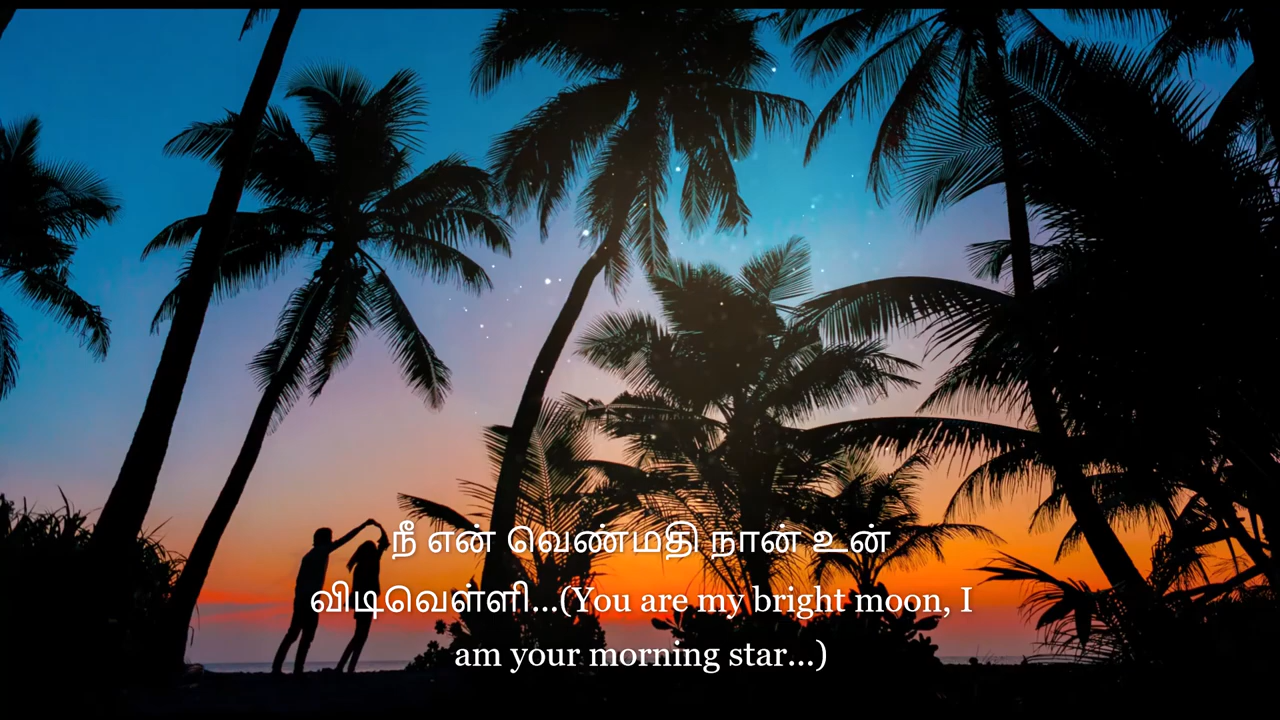 நீ என் வெண்மதி நான் உன்
விடிவெள்ளி...(You are my bright moon, I
am your morning star...)